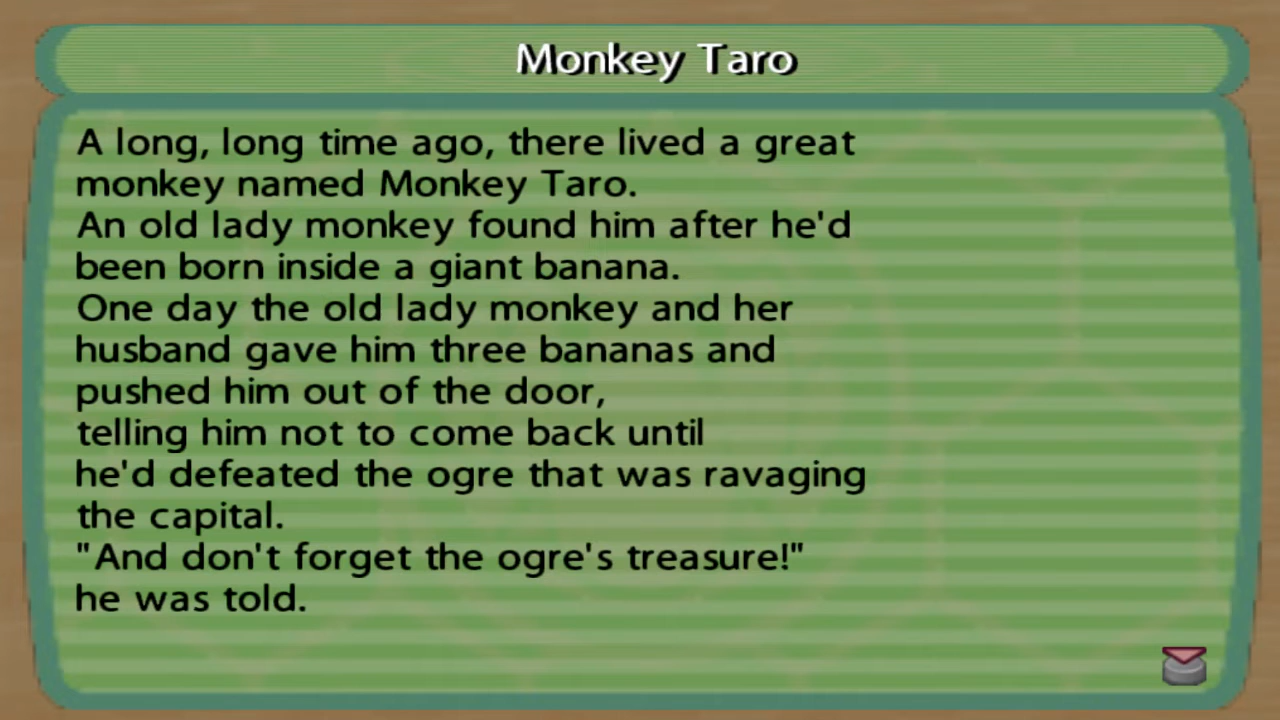 Monkey Taro
A long, long time ago, there lived a great
monkey named Monkey Taro.
An old lady monkey found him after he'd
been born inside a giant banana.
One day the old lady monkey and her
husband gave him three bananas and
pushed him out of the door,
telling him not to come back until
he'd defeated the ogre that was ravaging
the capital.
"And don't forget the ogre's treasure!"
he was told.